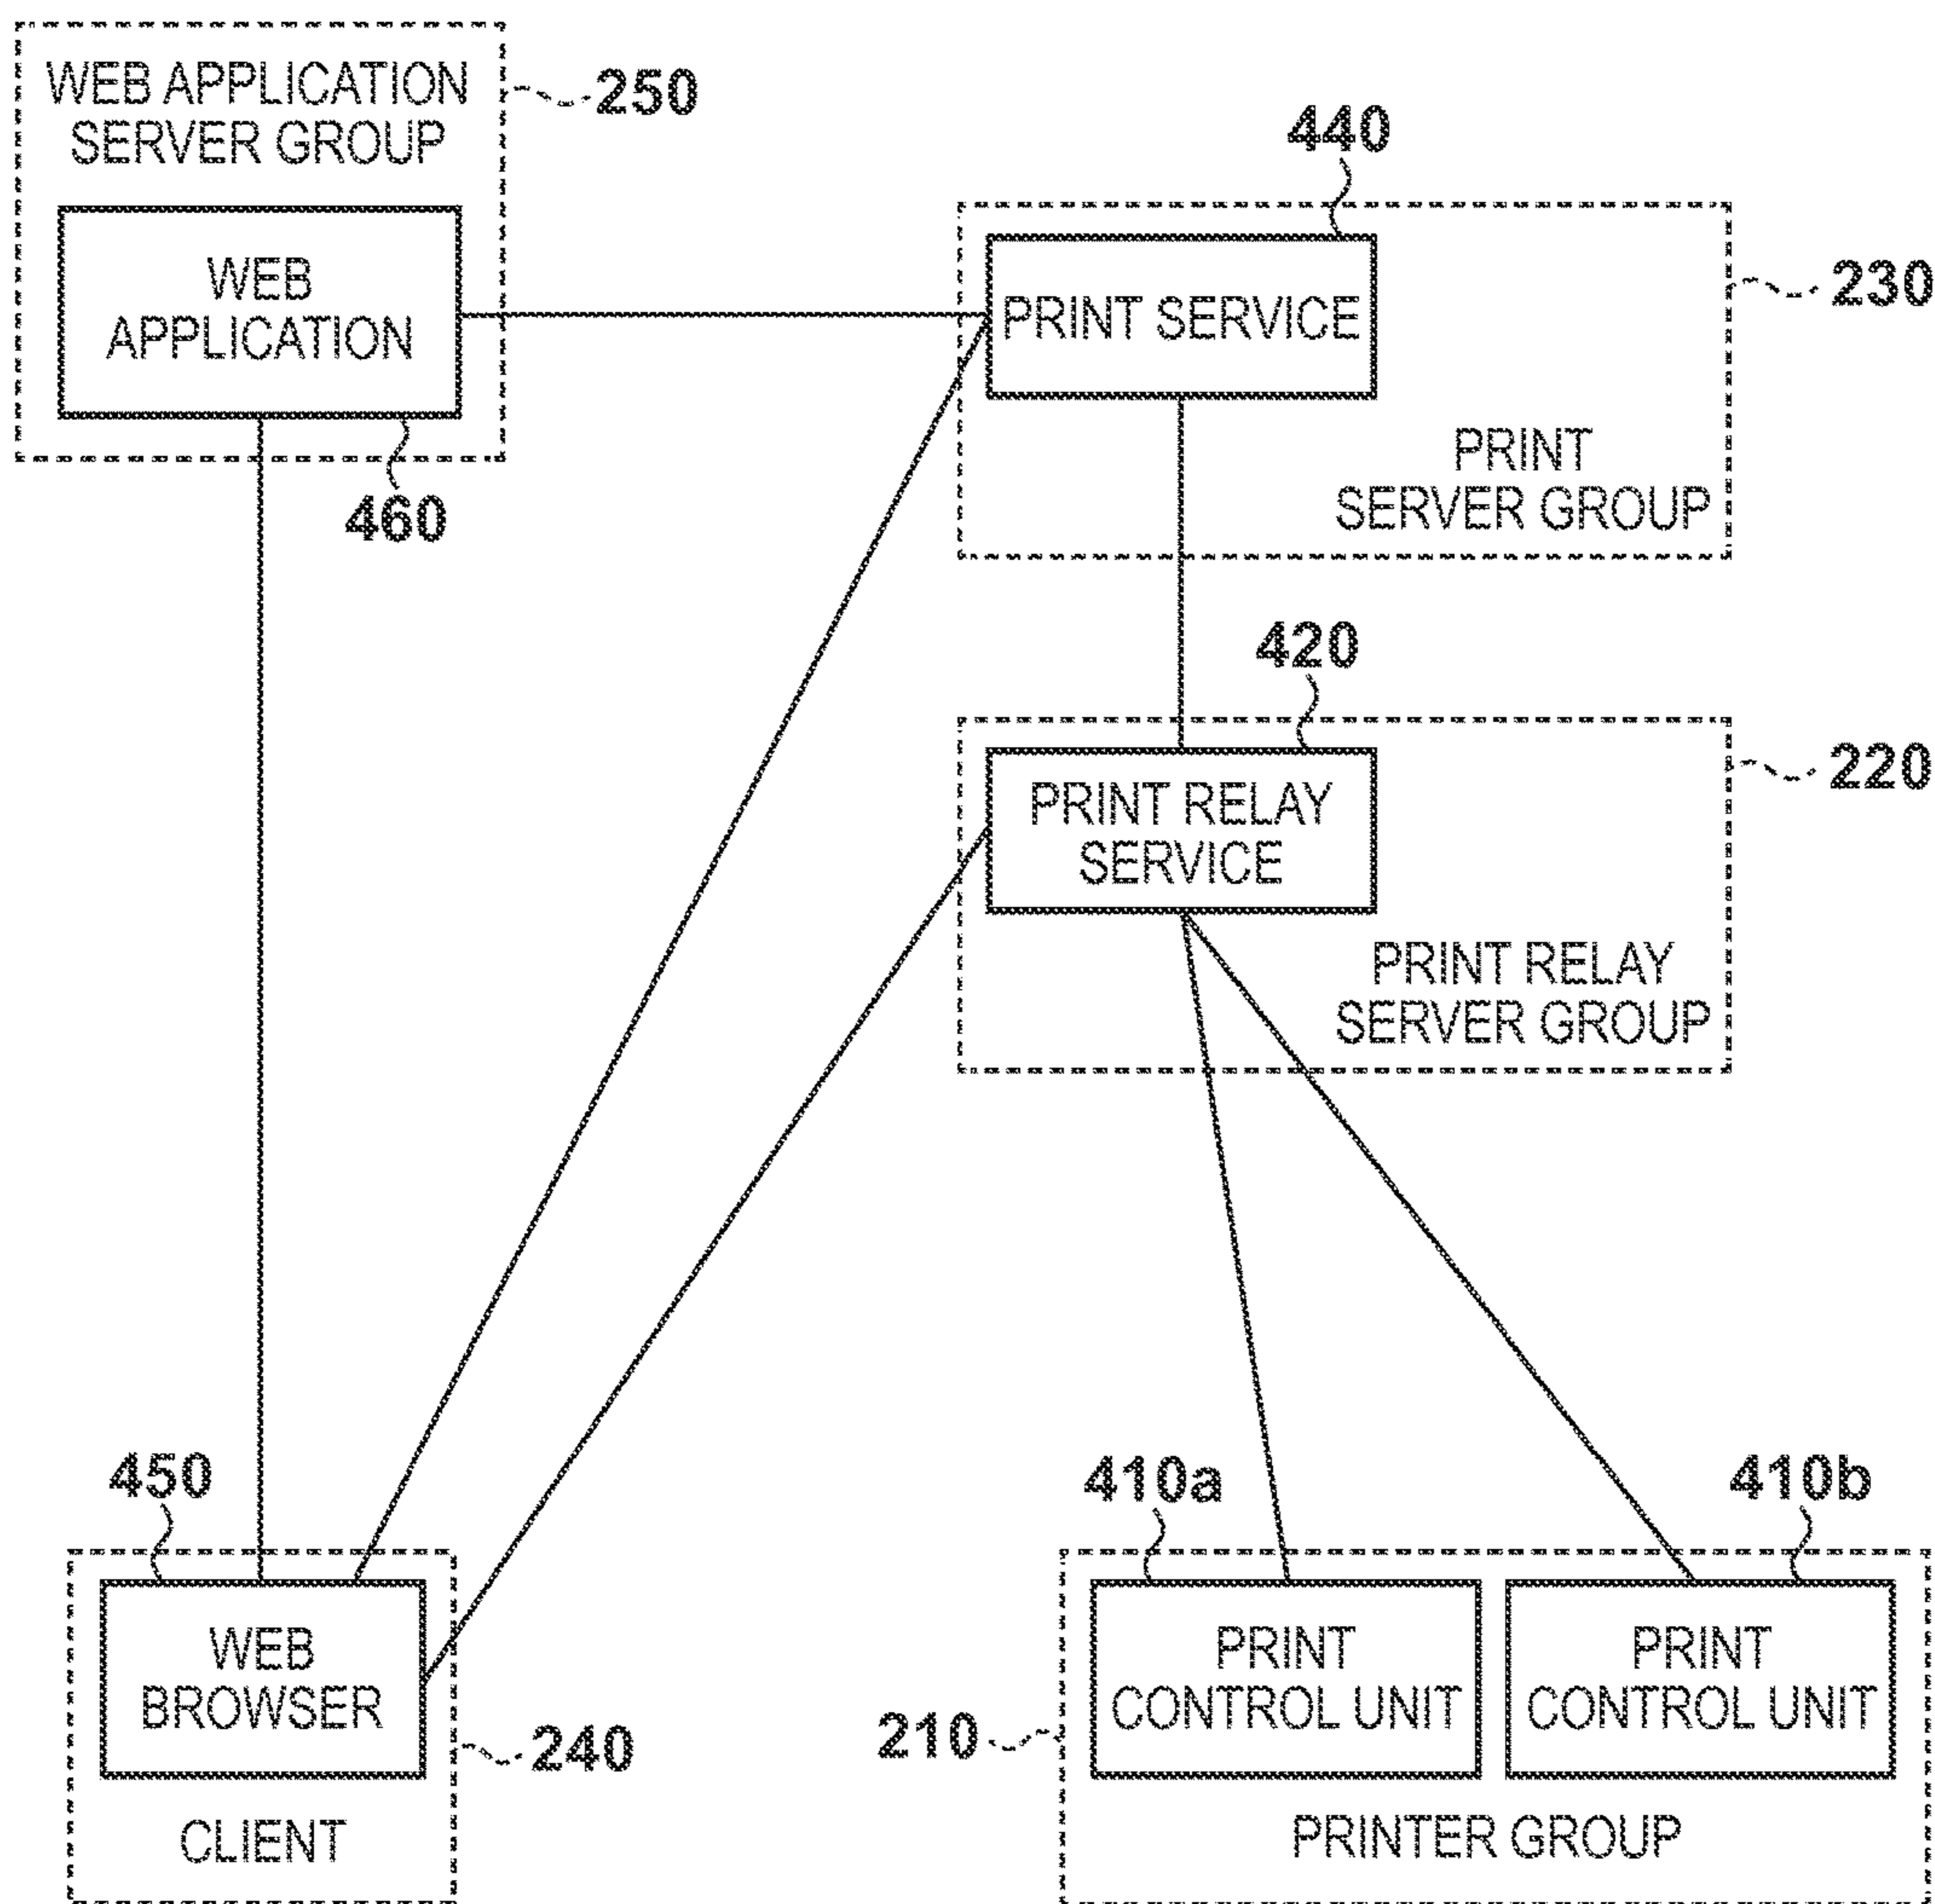 WEB APPLICATION
SERVER GROUP
250
WEB
APPLICATION
460
440
PRINT SERVICE
230
PRINT
SERVER GROUP
420
PRINT RELAY
SERVICE
220
PRINT RELAY
SERVER GROUP
450
WEB
BROWSER
240
CLIENT
410a
410b
PRINT
CONTROL UNIT
PRINT
CONTROL UNIT
210
PRINTER GROUP